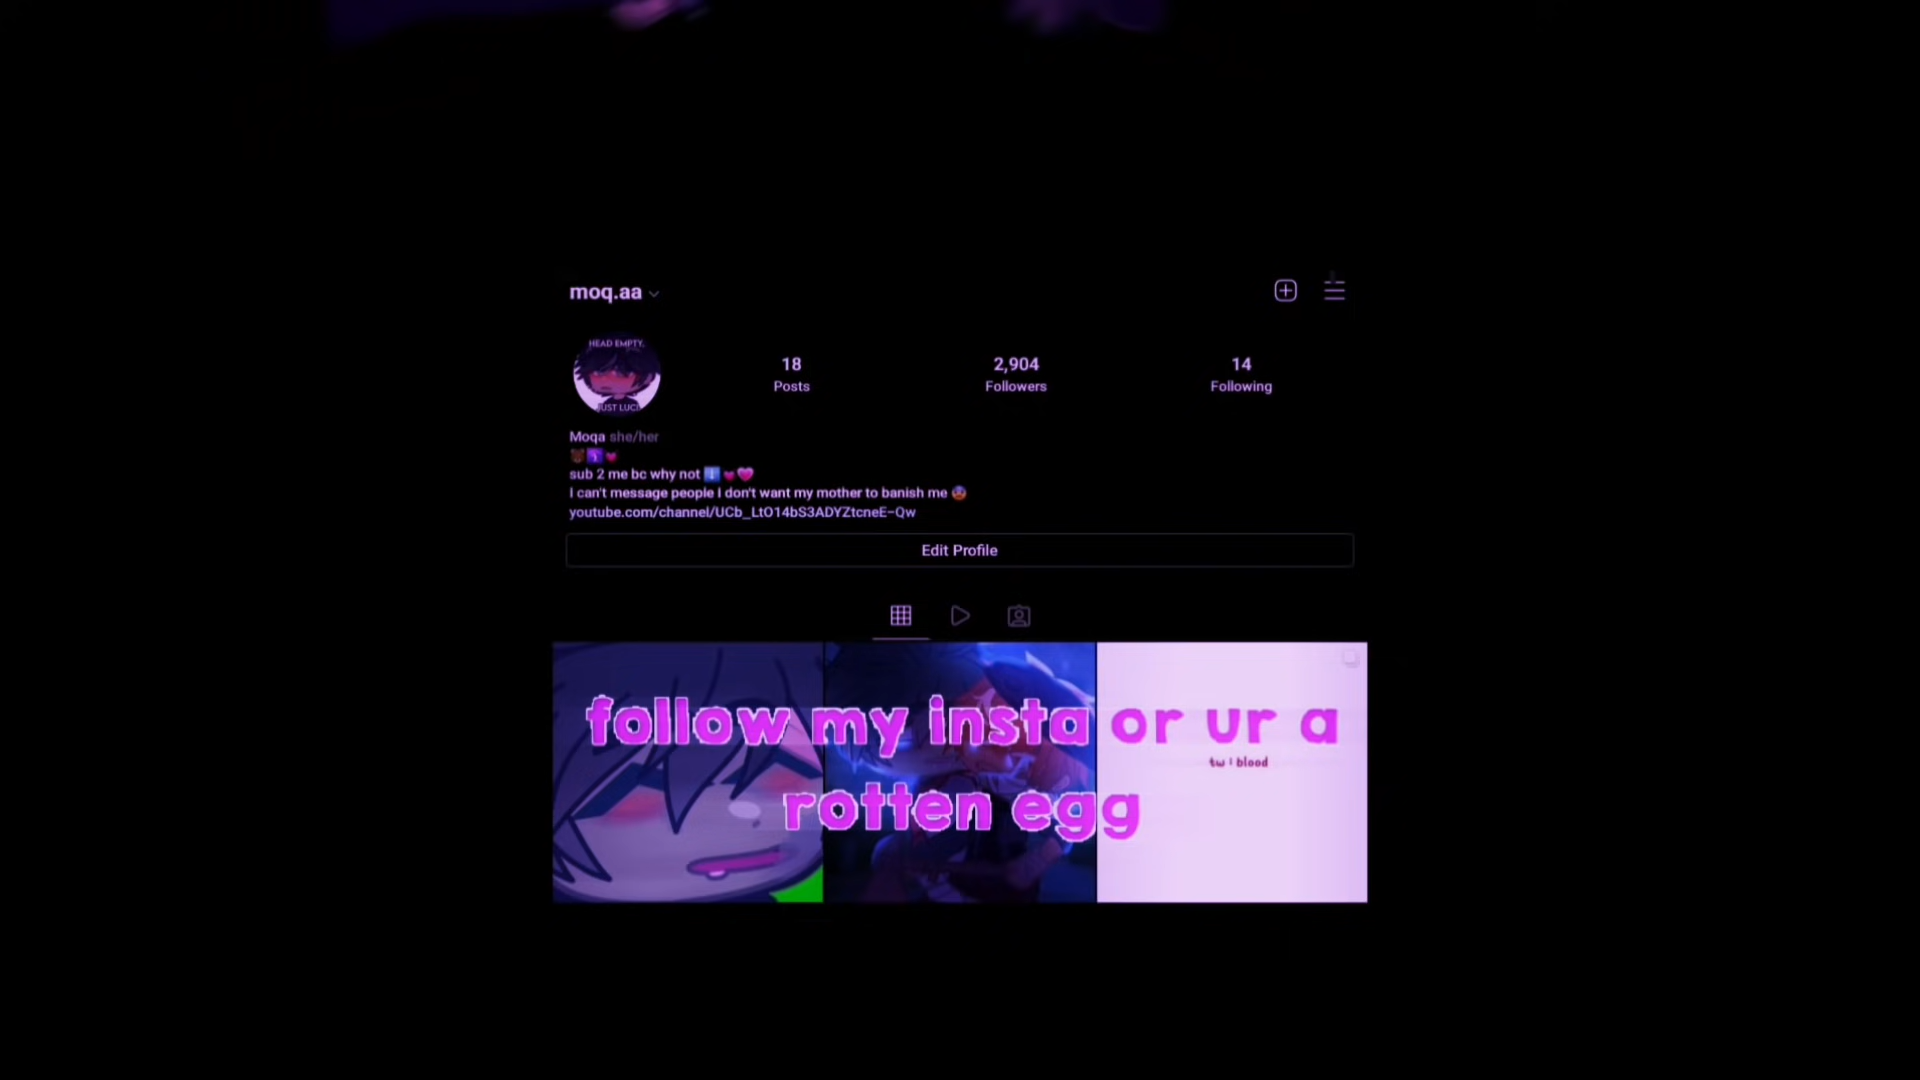 moq.aa
HEAD EMPTY.
JUST LUCI
18
Posts
2,904
Followers
14
Following
Moqa she/her
sub 2 me bc why not
I can't message people I don't want my mother to banish me
youtube.com/channel/UCb_LtO14bS3ADYZtcneE-Qw
Edit Profile
follow my insta or ur a
tw : blood
rotten egg